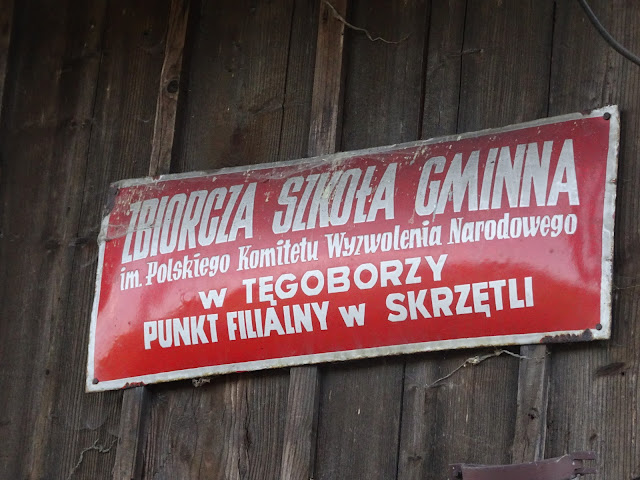 ZBIORCZA SZKOŁA GMINNA
im. Polskiego Komitetu Wyzwolenia Narodowego
w TĘGOBORZY
PUNKT FILIALNY w SKRZĘTLI